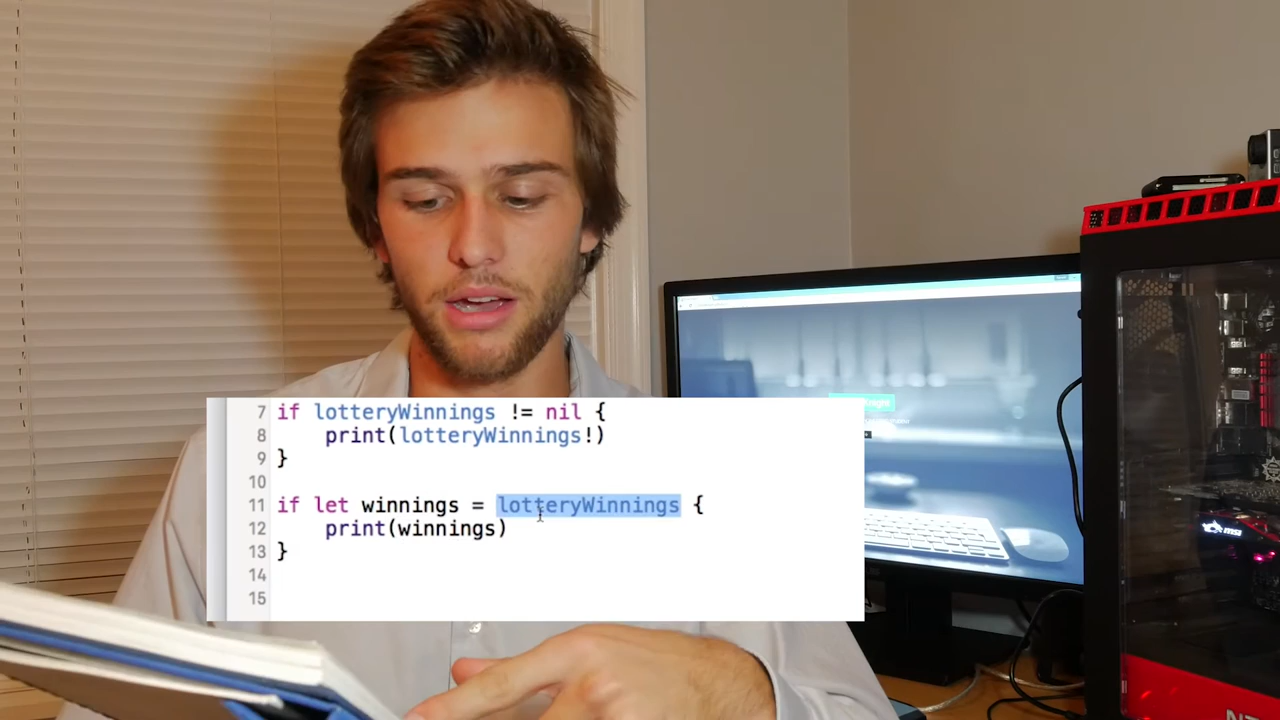 7 if lotteryWinnings != nil {
8 print(lotteryWinnings!)
9 }
10
11 if let winnings = lotteryWinnings {
12 print(winnings)
13 }
14
15
msi